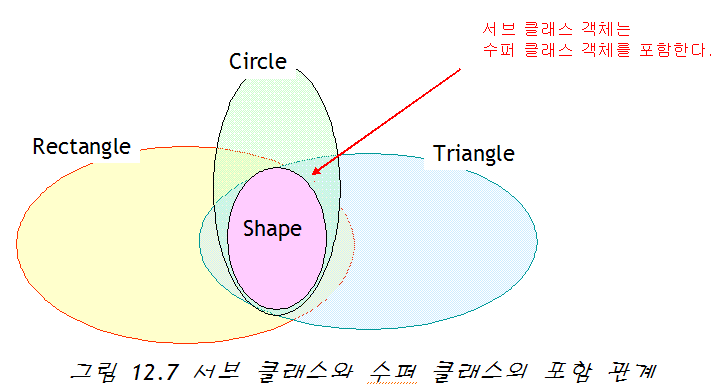 서브 클래스 객체는
수퍼 클래스 객체를 포함한다.
Circle
Rectangle
Triangle
Shape
그림 12.7 서브 클래스와 수퍼 클래스의 포함 관계